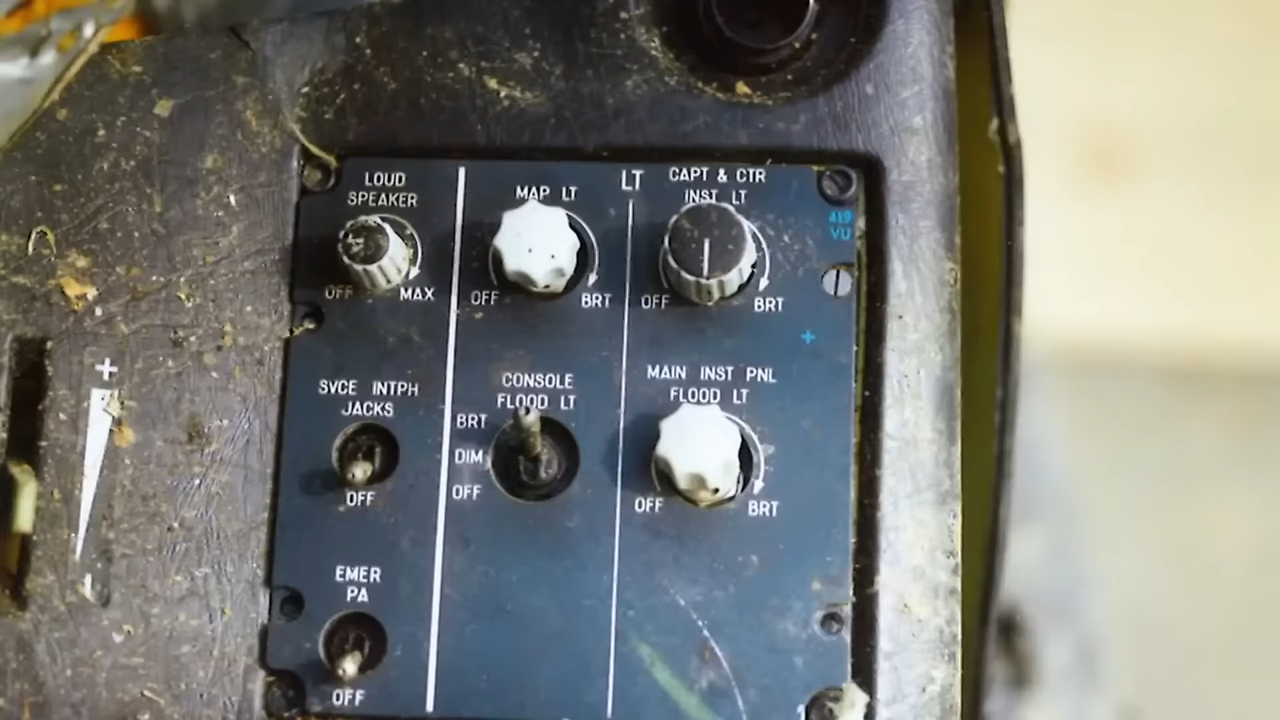 LOUD
SPEAKER
OFF
MAX
MAP LT
OFF
BRT
LT
CAPT & CTR
INST LT
OFF
BRT
419
VU
+
+
SVCE INTPH
JACKS
OFF
CONSOLE
FLOOD LT
BRT
DIM
OFF
MAIN INST PNL
FLOOD LT
OFF
BRT
EMER
PA
OFF